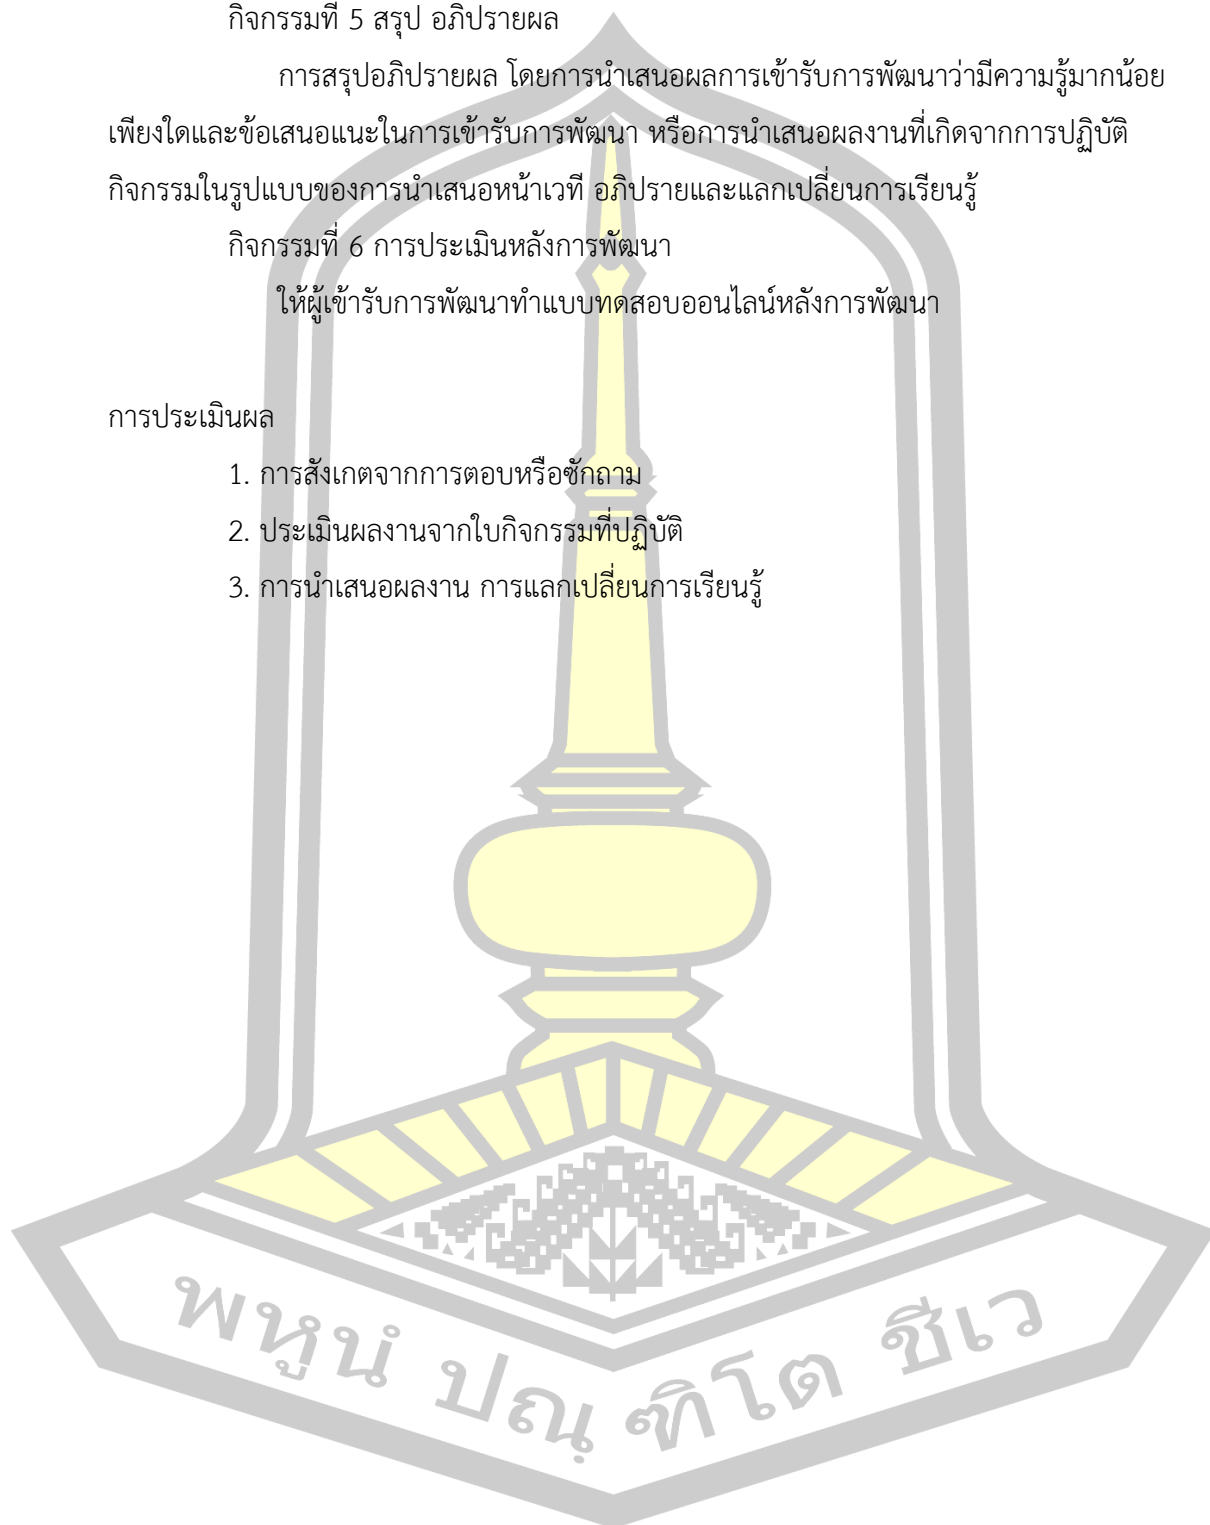 กิจกรรมที่ 5 สรุป อภิปรายผล
การสรุปอภิปรายผล โดยการนำเสนอผลการเข้ารับการพัฒนาว่ามีความรู้มากน้อย
เพียงใดและข้อเสนอแนะในการเข้ารับการพัฒนา หรือการนำเสนอผลงานที่เกิดจากการปฏิบัติ
กิจกรรมในรูปแบบของการนำเสนอหน้าเวที อภิปรายและแลกเปลี่ยนการเรียนรู้
กิจกรรมที่ 6 การประเมินหลังการพัฒนา
ให้ผู้เข้ารับการพัฒนาทำแบบทดสอบออนไลน์หลังการพัฒนา
การประเมินผล
1. การสังเกตจากการตอบหรือซักถาม
2. ประเมินผลงานจากใบกิจกรรมที่ปฏิบัติ
3. การนำเสนอผลงาน การแลกเปลี่ยนการเรียนรู้
พหูนํ ปณฺ ฑิโต ชีเว